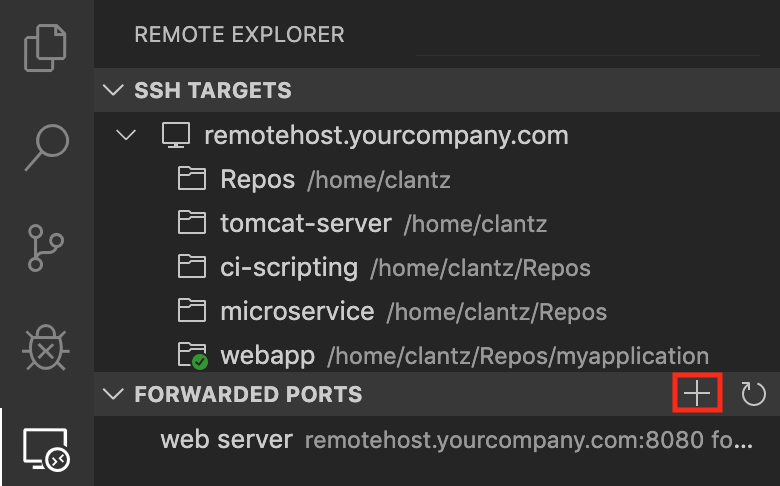 REMOTE EXPLORER
SSH TARGETS
remotehost.yourcompany.com
Repos /home/clantz
tomcat-server /home/clantz
ci-scripting /home/clantz/Repos
microservice /home/clantz/Repos
webapp /home/clantz/Repos/myapplication
FORWARDED PORTS
web server remotehost.yourcompany.com:8080 fo...